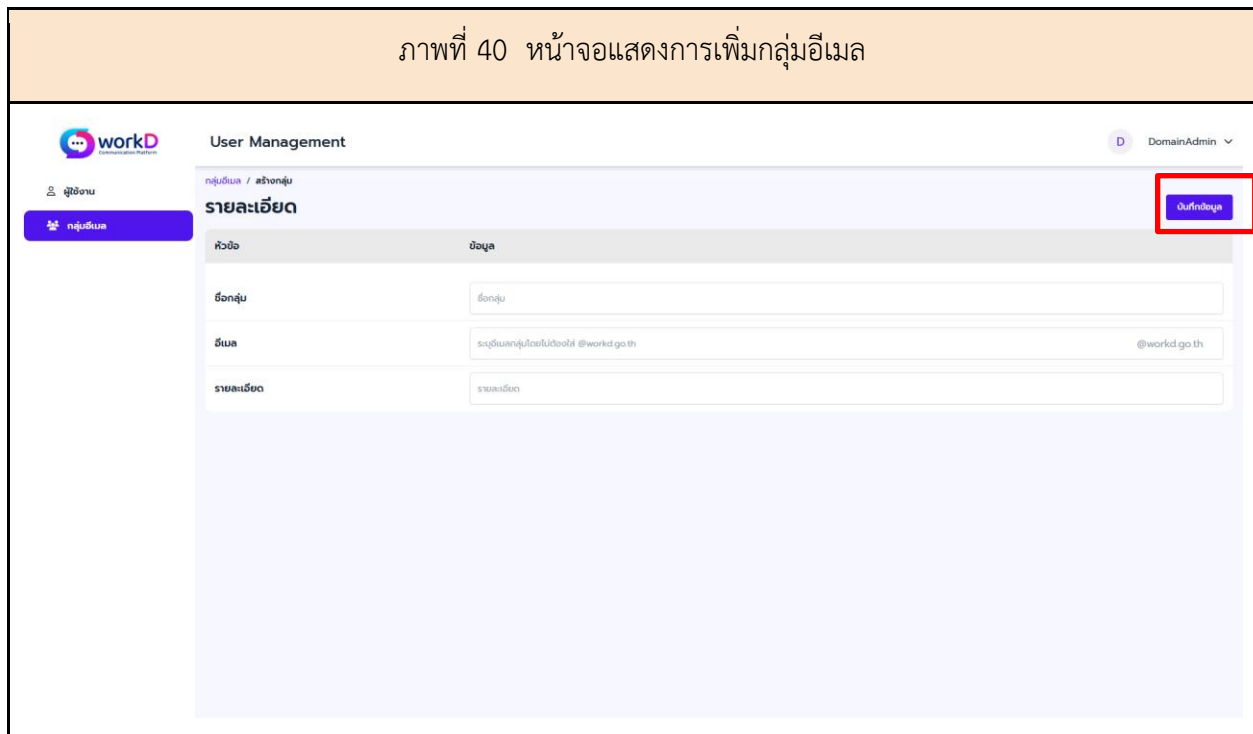 ภาพที่ 40 หน้าจอแสดงการเพิ่มกลุ่มอีเมล
workD
Communication Platform
User Management
D DomainAdmin
ผู้ใช้งาน
กลุ่มอีเมล
กลุ่มอีเมล / สร้างกลุ่ม
รายละเอียด
บันทึกข้อมูล
หัวข้อ ข้อมูล
ชื่อกลุ่ม ชื่อกลุ่ม
อีเมล ระบุอีเมลกลุ่มโดยไม่ต้องใส่ @workd.go.th @workd.go.th
รายละเอียด รายละเอียด